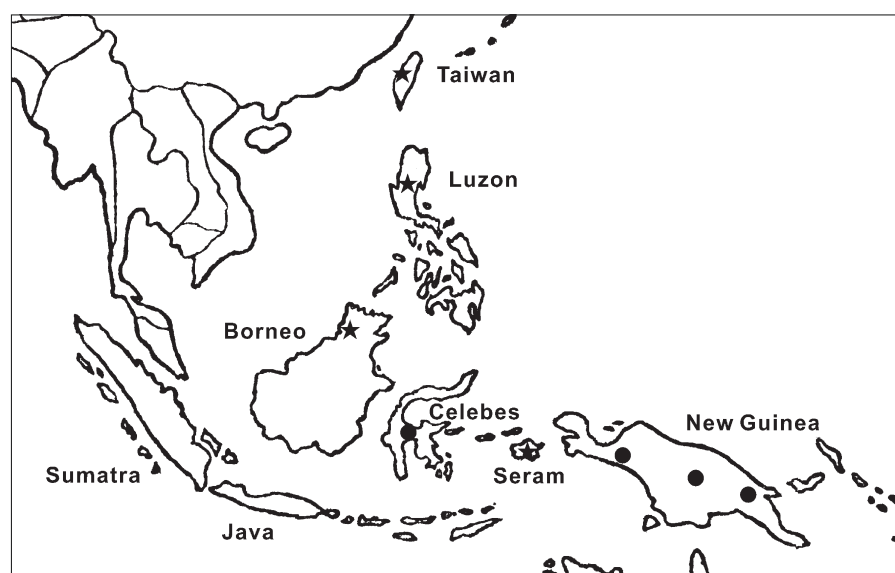 Taiwan
Luzon
Borneo
Celebes
New Guinea
Sumatra
Seram
Java